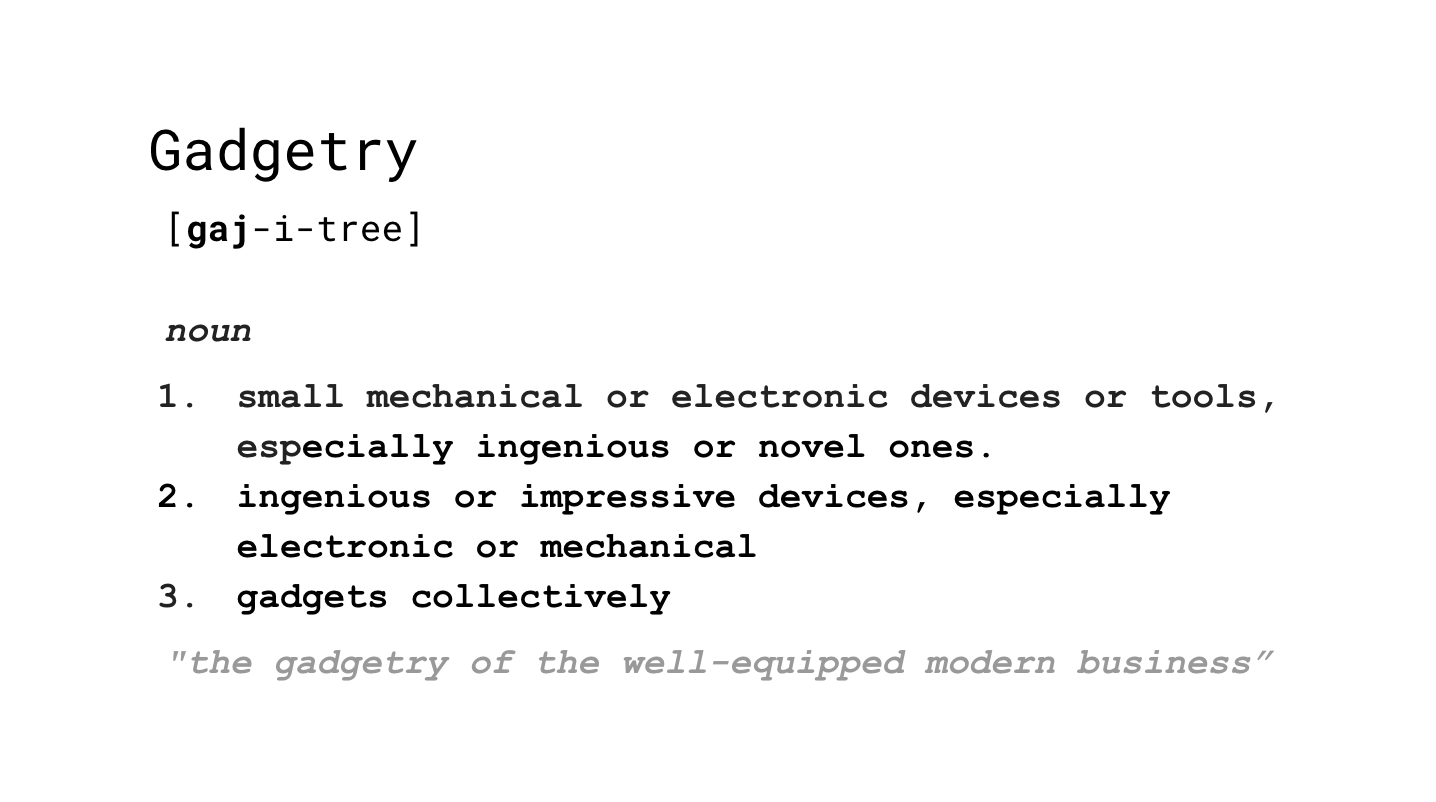 Gadgetry
[gaj-i-tree]
noun
1. small mechanical or electronic devices or tools,
especially ingenious or novel ones.
2. ingenious or impressive devices, especially
electronic or mechanical
3. gadgets collectively
"the gadgetry of the well-equipped modern business”